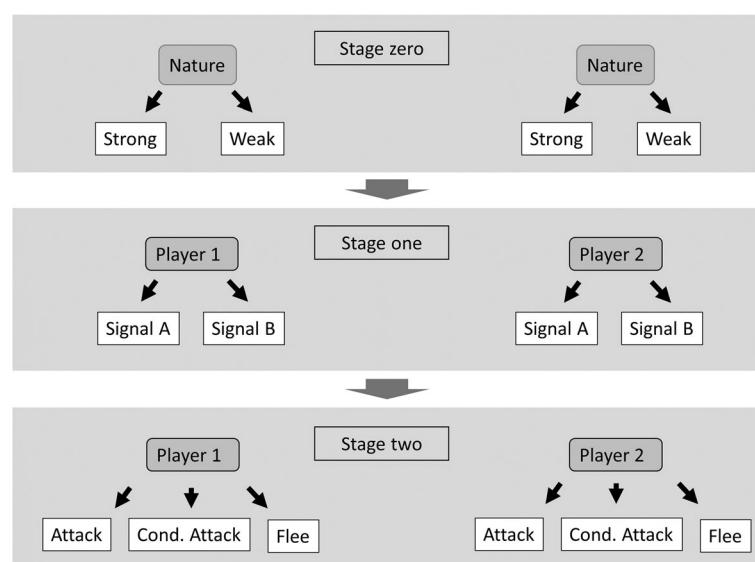 Stage zero
Nature
Nature
Strong
Weak
Strong
Weak
Stage one
Player 1
Player 2
Signal A
Signal B
Signal A
Signal B
Stage two
Player 1
Player 2
Attack
Cond. Attack
Flee
Attack
Cond. Attack
Flee